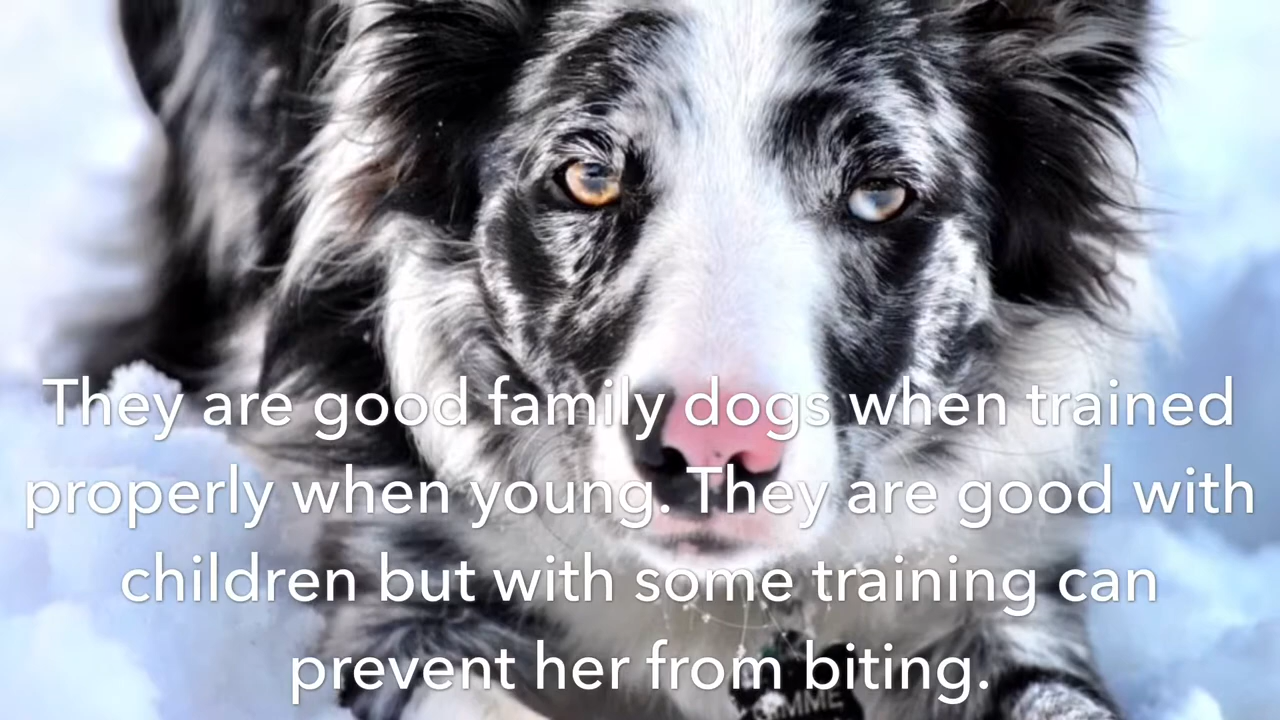 They are good family dogs when trained
properly when young. They are good with
children but with some training can
prevent her from biting.